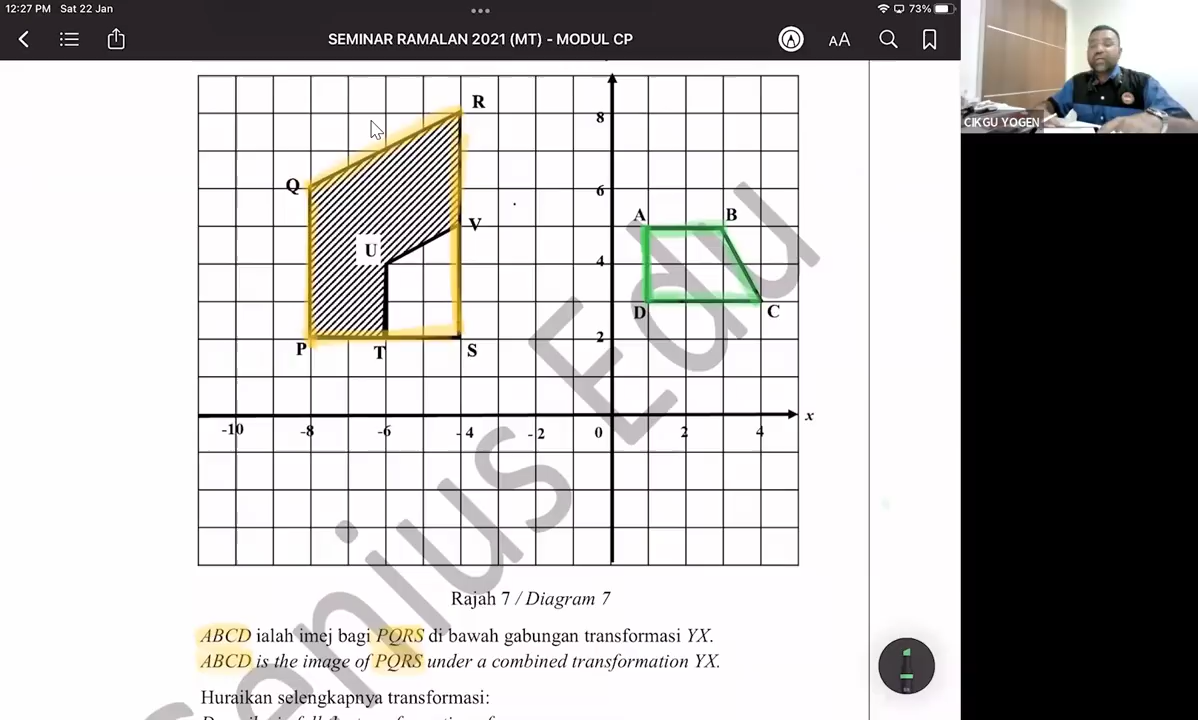 12:27 PM Sat 22 Jan
73%
SEMINAR RAMALAN 2021 (MT) - MODUL CP
AA
CIKGU YOGEN
R
8
Q
6
A B
V
U
4
D C
2
P T S
x
-10 -8 -6 - 4 - 2 0 2 4
enius Edu
Rajah 7 / Diagram 7
ABCD ialah imej bagi PQRS di bawah gabungan transformasi YX.
ABCD is the image of PQRS under a combined transformation YX.
Huraikan selengkapnya transformasi: